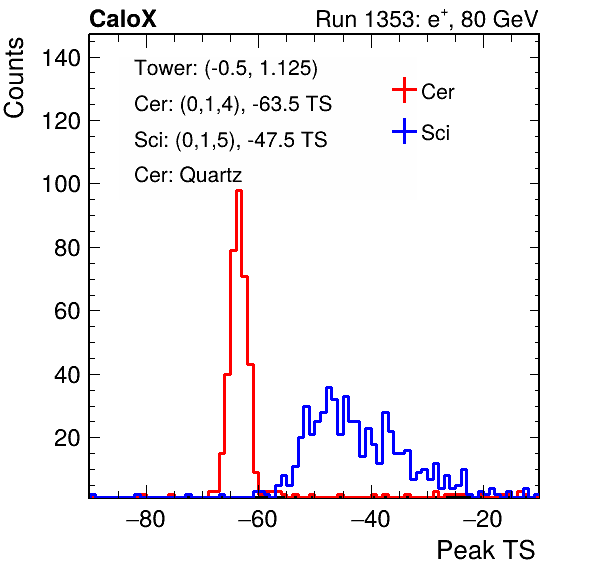 CaloX Run 1353: e⁺, 80 GeV
Counts
140
120
100
80
60
40
20
Tower: (-0.5, 1.125)
Cer: (0,1,4), -63.5 TS
Sci: (0,1,5), -47.5 TS
Cer: Quartz
Cer
Sci
−80 −60 −40 −20
Peak TS